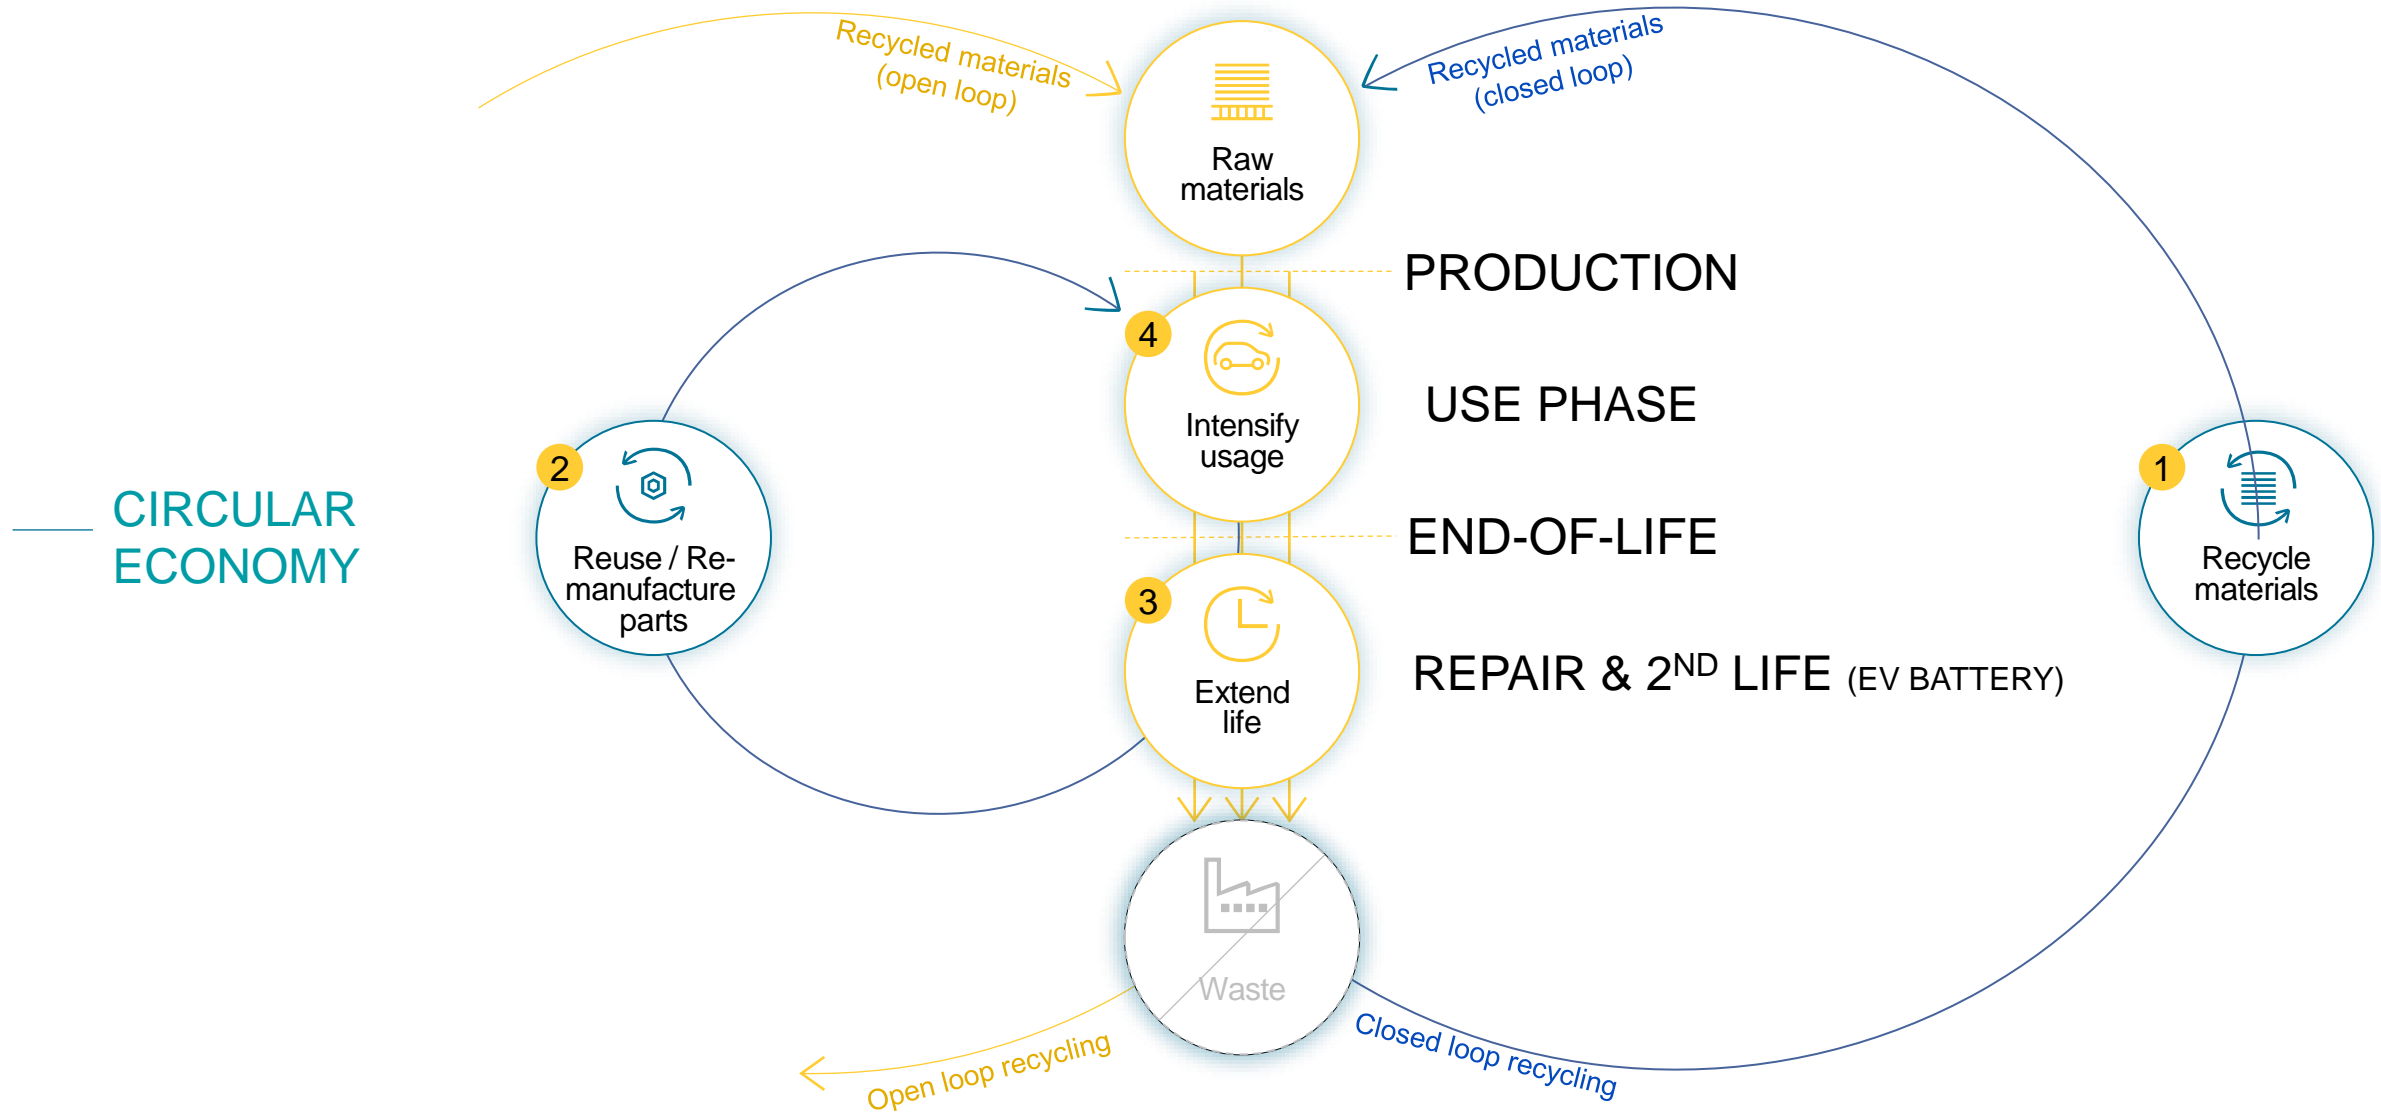 Recycled materials
(open loop)
Recycled materials
(closed loop)
Raw
materials
PRODUCTION
4
Intensify
usage
USE PHASE
CIRCULAR
ECONOMY
2
Reuse / Re-
manufacture
parts
1
Recycle
materials
END-OF-LIFE
3
Extend
life
REPAIR & 2ND LIFE (EV BATTERY)
Waste
Open loop recycling
Closed loop recycling